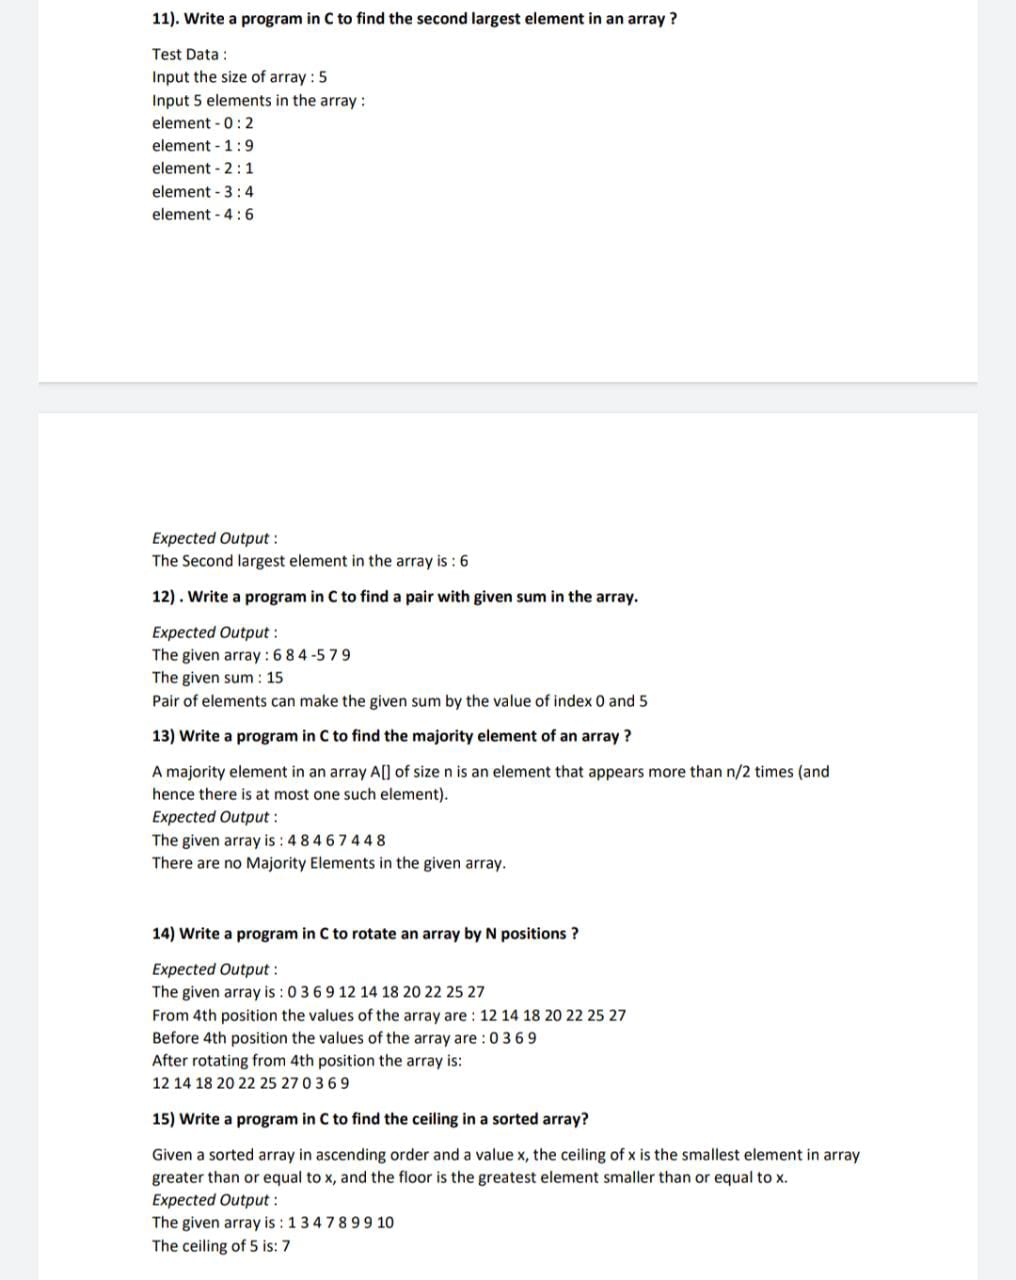 11). Write a program in C to find the second largest element in an array ?
Test Data :
Input the size of array : 5
Input 5 elements in the array :
element - 0 : 2
element - 1 : 9
element - 2 : 1
element - 3 : 4
element - 4 : 6
Expected Output :
The Second largest element in the array is : 6
12) . Write a program in C to find a pair with given sum in the array.
Expected Output :
The given array : 6 8 4 -5 7 9
The given sum : 15
Pair of elements can make the given sum by the value of index 0 and 5
13) Write a program in C to find the majority element of an array ?
A majority element in an array A[] of size n is an element that appears more than n/2 times (and
hence there is at most one such element).
Expected Output :
The given array is : 4 8 4 6 7 4 4 8
There are no Majority Elements in the given array.
14) Write a program in C to rotate an array by N positions ?
Expected Output :
The given array is : 0 3 6 9 12 14 18 20 22 25 27
From 4th position the values of the array are : 12 14 18 20 22 25 27
Before 4th position the values of the array are : 0 3 6 9
After rotating from 4th position the array is:
12 14 18 20 22 25 27 0 3 6 9
15) Write a program in C to find the ceiling in a sorted array?
Given a sorted array in ascending order and a value x, the ceiling of x is the smallest element in array
greater than or equal to x, and the floor is the greatest element smaller than or equal to x.
Expected Output :
The given array is : 1 3 4 7 8 9 9 10
The ceiling of 5 is: 7